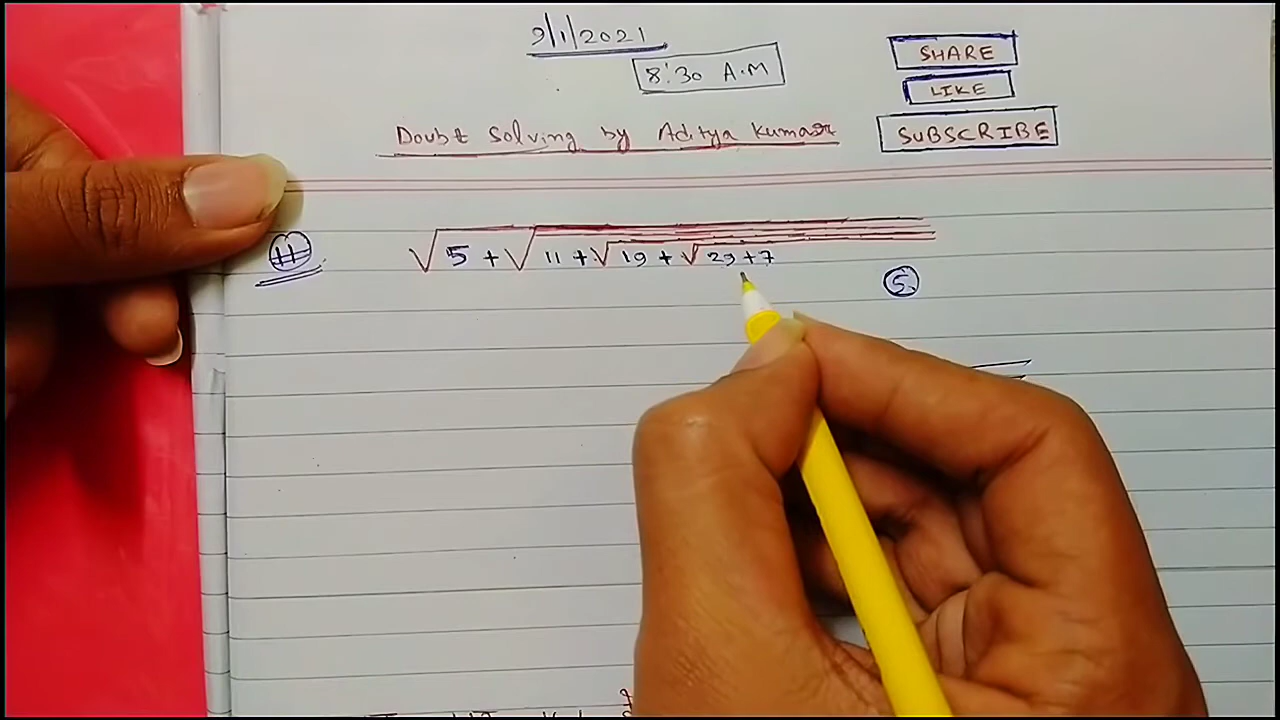 9/1/2021
8:30 A.M
SHARE
LIKE
SUBSCRIBE
Doubt Solving by Aditya Kumar
11 √5 + √11 + √19 + √29 + 7
5